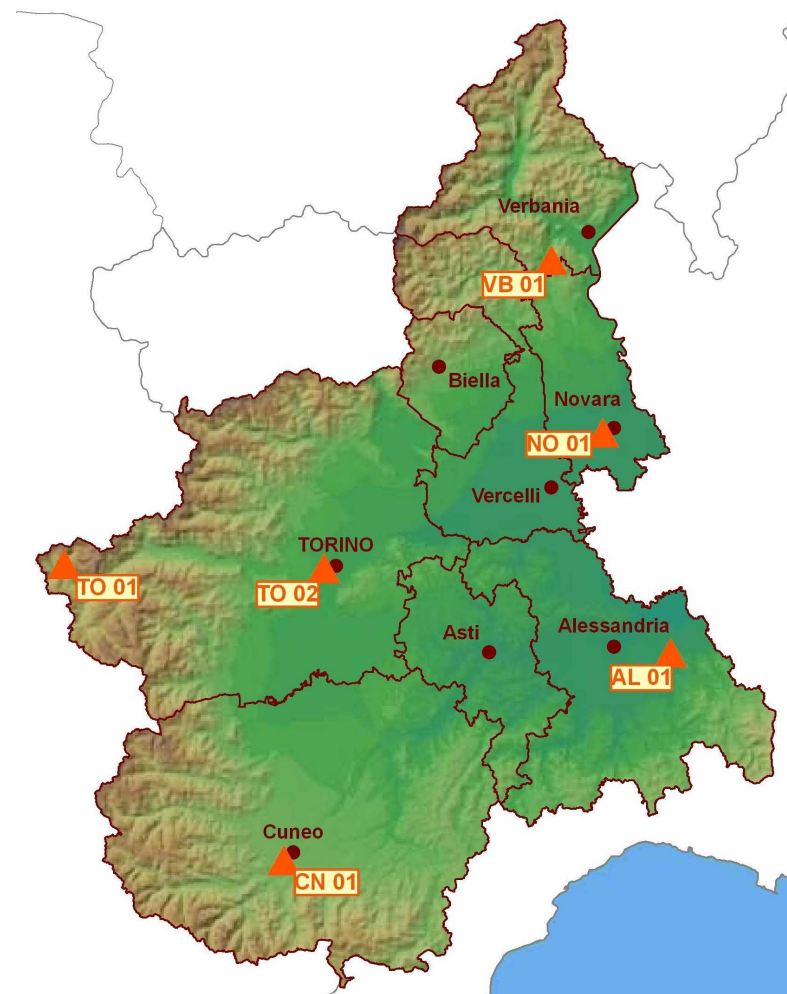 Verbania
VB 01
Biella
Novara
NO 01
Vercelli
TORINO
TO 01
TO 02
Asti
Alessandria
AL 01
Cuneo
CN 01